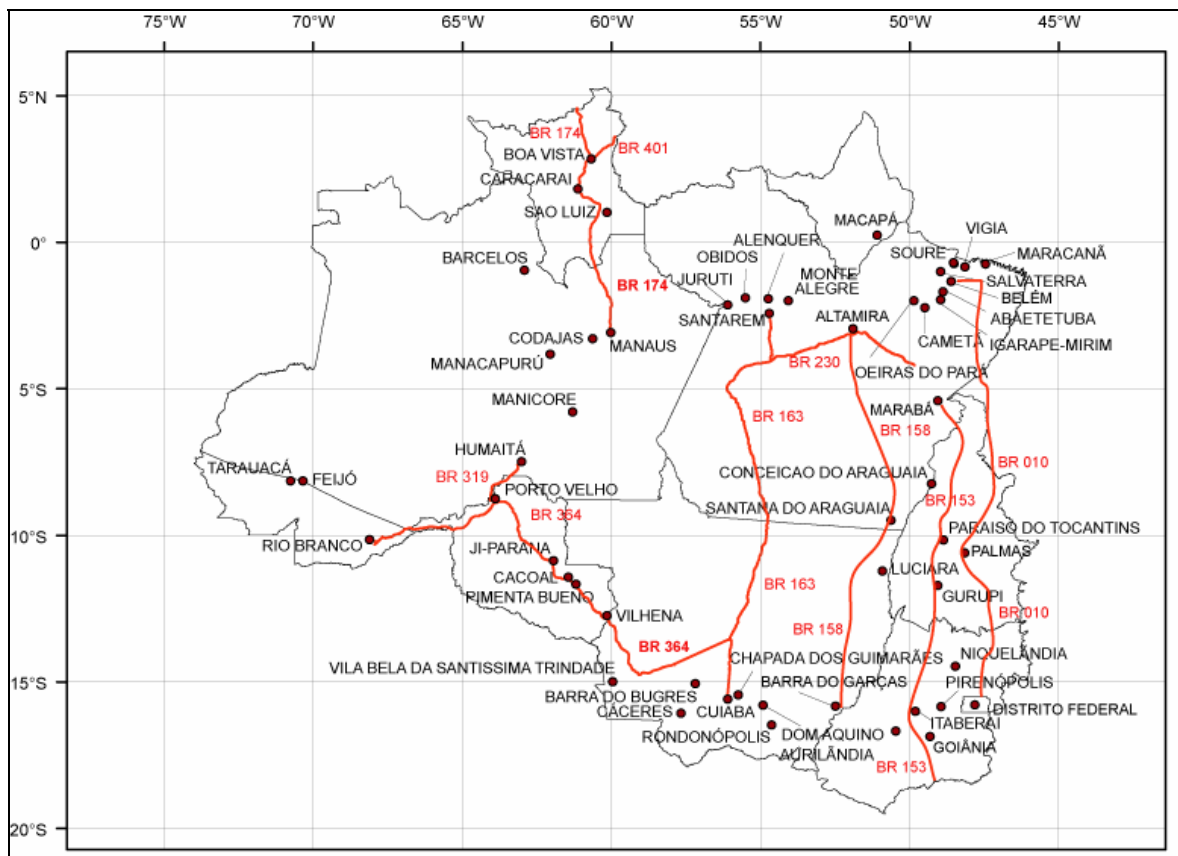 75°W 70°W 65°W 60°W 55°W 50°W 45°W
5°N
BR 174
BR 401
BOA VISTA
CARACARAI
SAO LUIZ
MACAPÁ
VIGIA
0°
ALENQUER
SOURE
MARACANÃ
BARCELOS
OBIDOS
MONTE
ALEGRE
SALVATERRA
JURUTI
BR 174
BELÉM
SANTAREM
ALTAMIRA
ABAETETUBA
CODAJAS
MANAUS
CAMETÁ
IGARAPE-MIRIM
MANACAPURÚ
BR 230
OEIRAS DO PARÁ
5°S
MANICORE
MARABÁ
BR 163
BR 158
HUMAITÁ
TARAUACÁ
FEIJÓ
BR 319
CONCEICAO DO ARAGUAIA
BR 010
PORTO VELHO
BR 153
BR 364
SANTANA DO ARAGUAIA
PARAISO DO TOCANTINS
10°S
RIO BRANCO
JI-PARANA
PALMAS
CACOAL
LUCIARA
BR 163
PIMENTA BUENO
GURUPI
VILHENA
BR 010
BR 158
BR 364
NIQUELÂNDIA
CHAPADA DOS GUIMARÃES
VILA BELA DA SANTISSIMA TRINDADE
15°S
BARRA DO GARÇAS
PIRENÓPOLIS
BARRA DO BUGRES
DISTRITO FEDERAL
CÁCERES
CUIABA
ITABERAI
RONDONÓPOLIS
DOM AQUINO
GOIÂNIA
AURILÂNDIA
BR 153
20°S